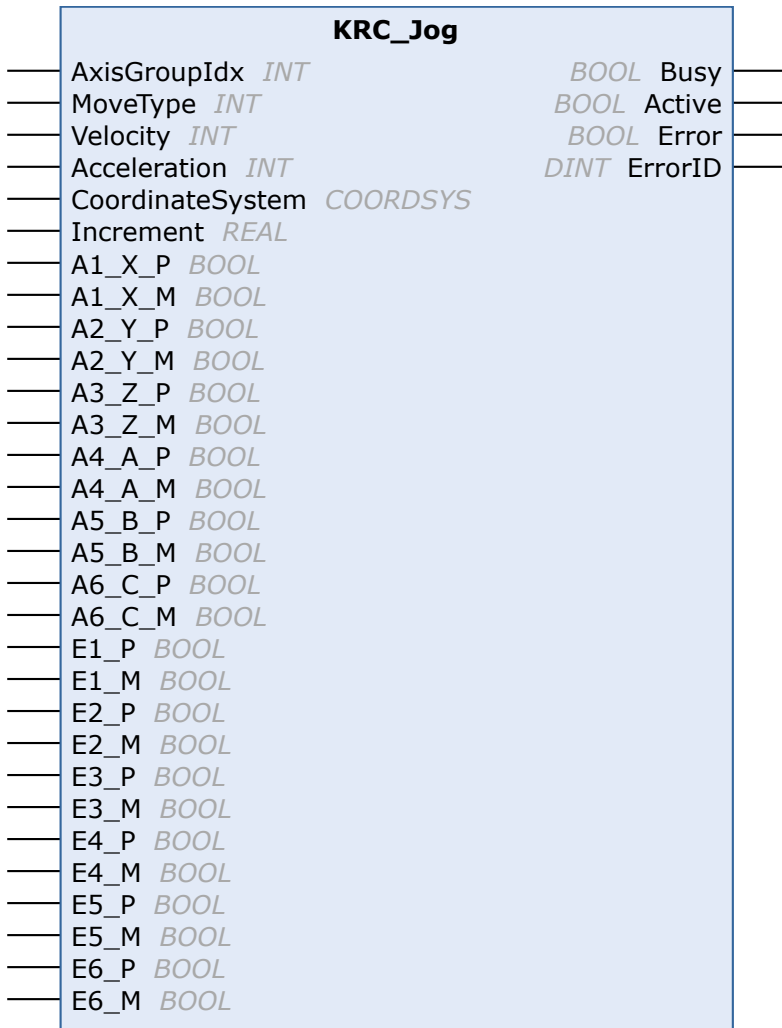 KRC_Jog
AxisGroupIdx INT BOOL Busy
MoveType INT BOOL Active
Velocity INT BOOL Error
Acceleration INT DINT ErrorID
CoordinateSystem COORDSYS
Increment REAL
A1_X_P BOOL
A1_X_M BOOL
A2_Y_P BOOL
A2_Y_M BOOL
A3_Z_P BOOL
A3_Z_M BOOL
A4_A_P BOOL
A4_A_M BOOL
A5_B_P BOOL
A5_B_M BOOL
A6_C_P BOOL
A6_C_M BOOL
E1_P BOOL
E1_M BOOL
E2_P BOOL
E2_M BOOL
E3_P BOOL
E3_M BOOL
E4_P BOOL
E4_M BOOL
E5_P BOOL
E5_M BOOL
E6_P BOOL
E6_M BOOL